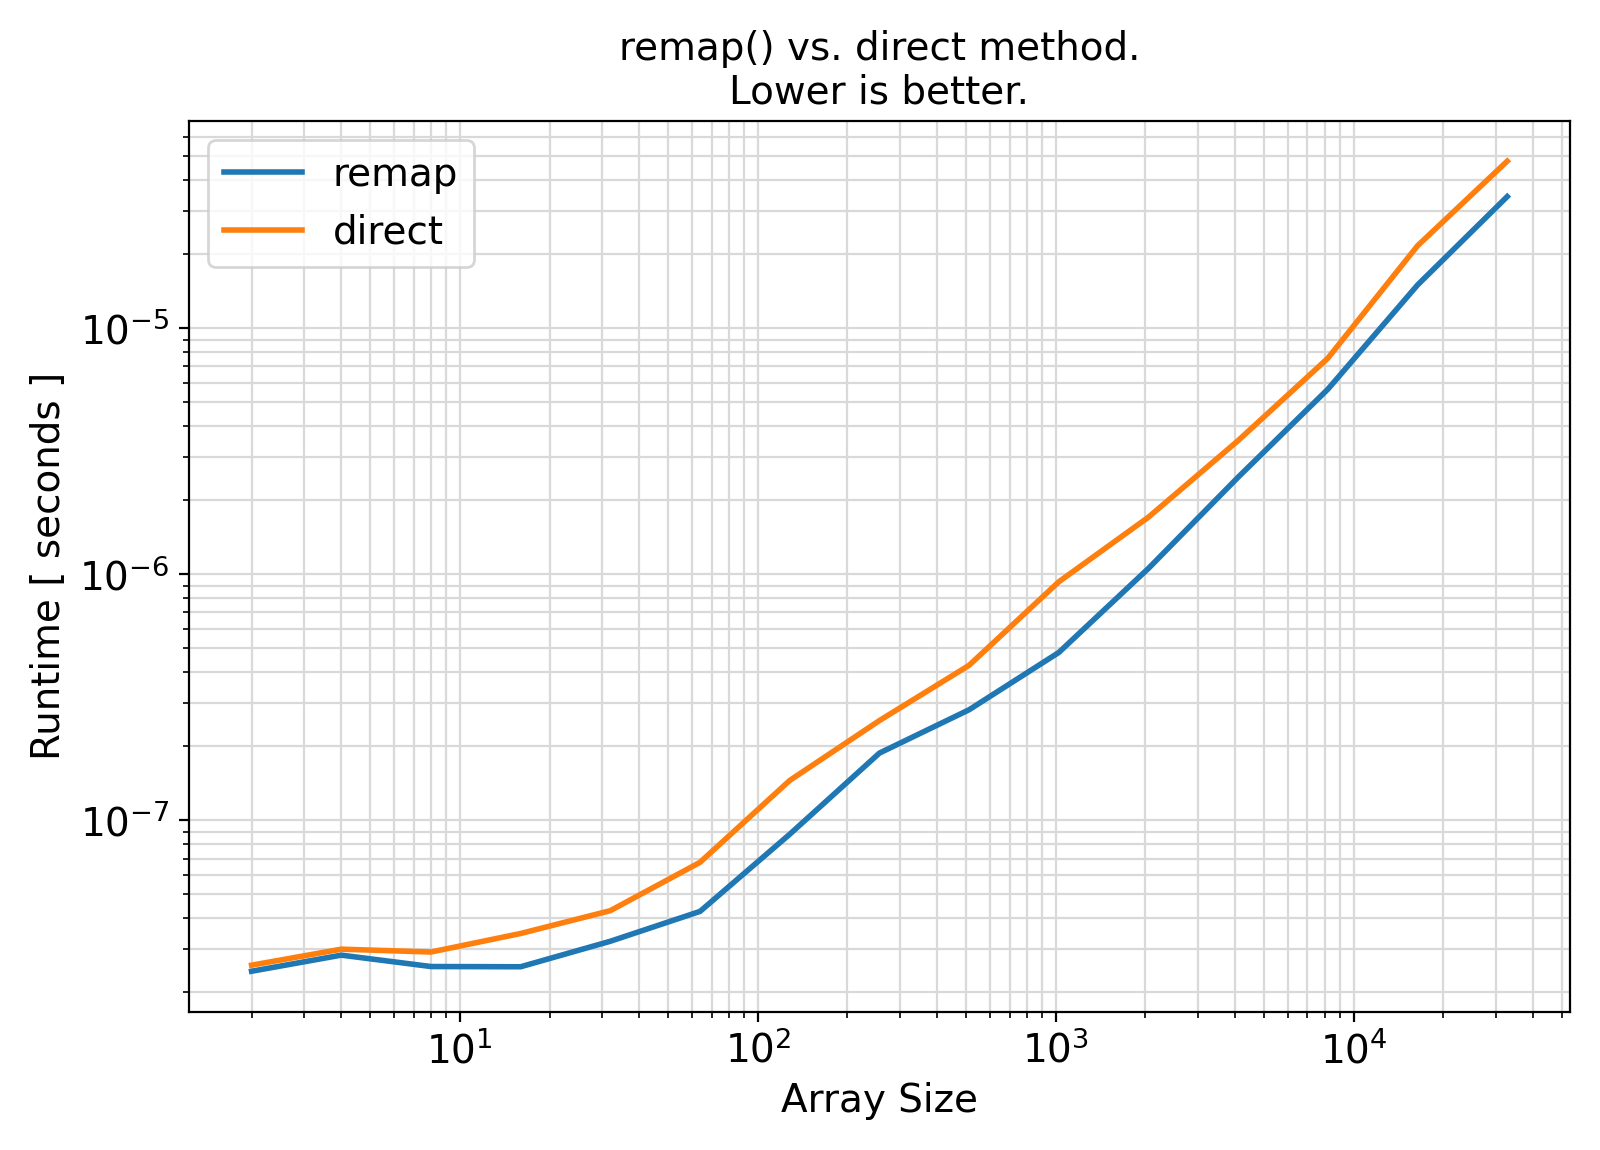 remap() vs. direct method.
Lower is better.
remap
direct
Runtime [ seconds ]
10⁻⁵
10⁻⁶
10⁻⁷
10¹ 10² 10³ 10⁴
Array Size